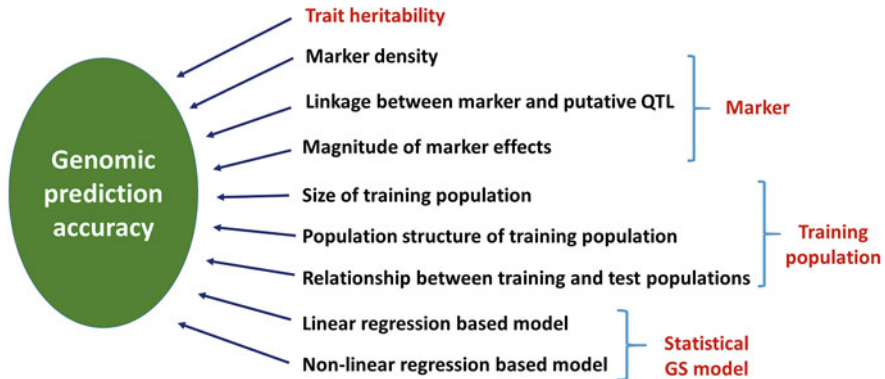 Trait heritability
Marker density
Linkage between marker and putative QTL
Magnitude of marker effects
Marker
Genomic
prediction
accuracy
Size of training population
Population structure of training population
Relationship between training and test populations
Training
population
Linear regression based model
Non-linear regression based model
Statistical
GS model